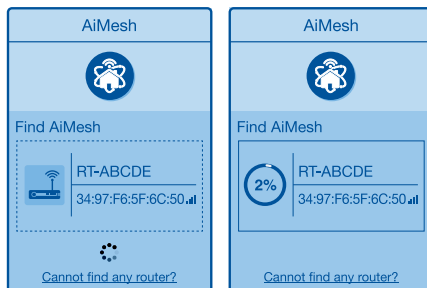 AiMesh
Find AiMesh
RT-ABCDE
34:97:F6:5F:6C:50
Cannot find any router?
AiMesh
Find AiMesh
2%
RT-ABCDE
34:97:F6:5F:6C:50
Cannot find any router?